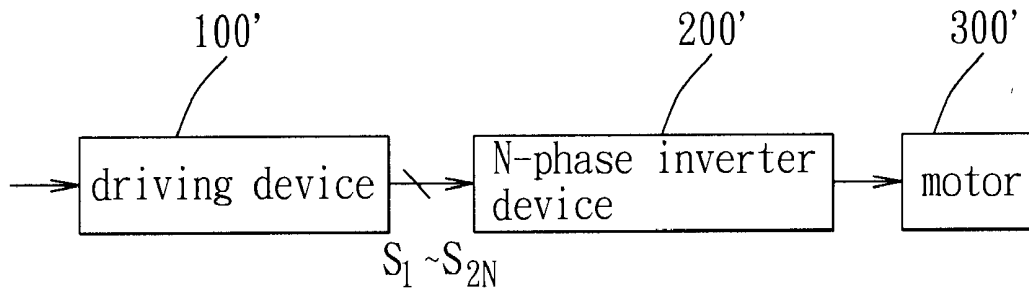 100' 200' 300'
driving device
N-phase inverter
device
motor
S₁ ~S₂N